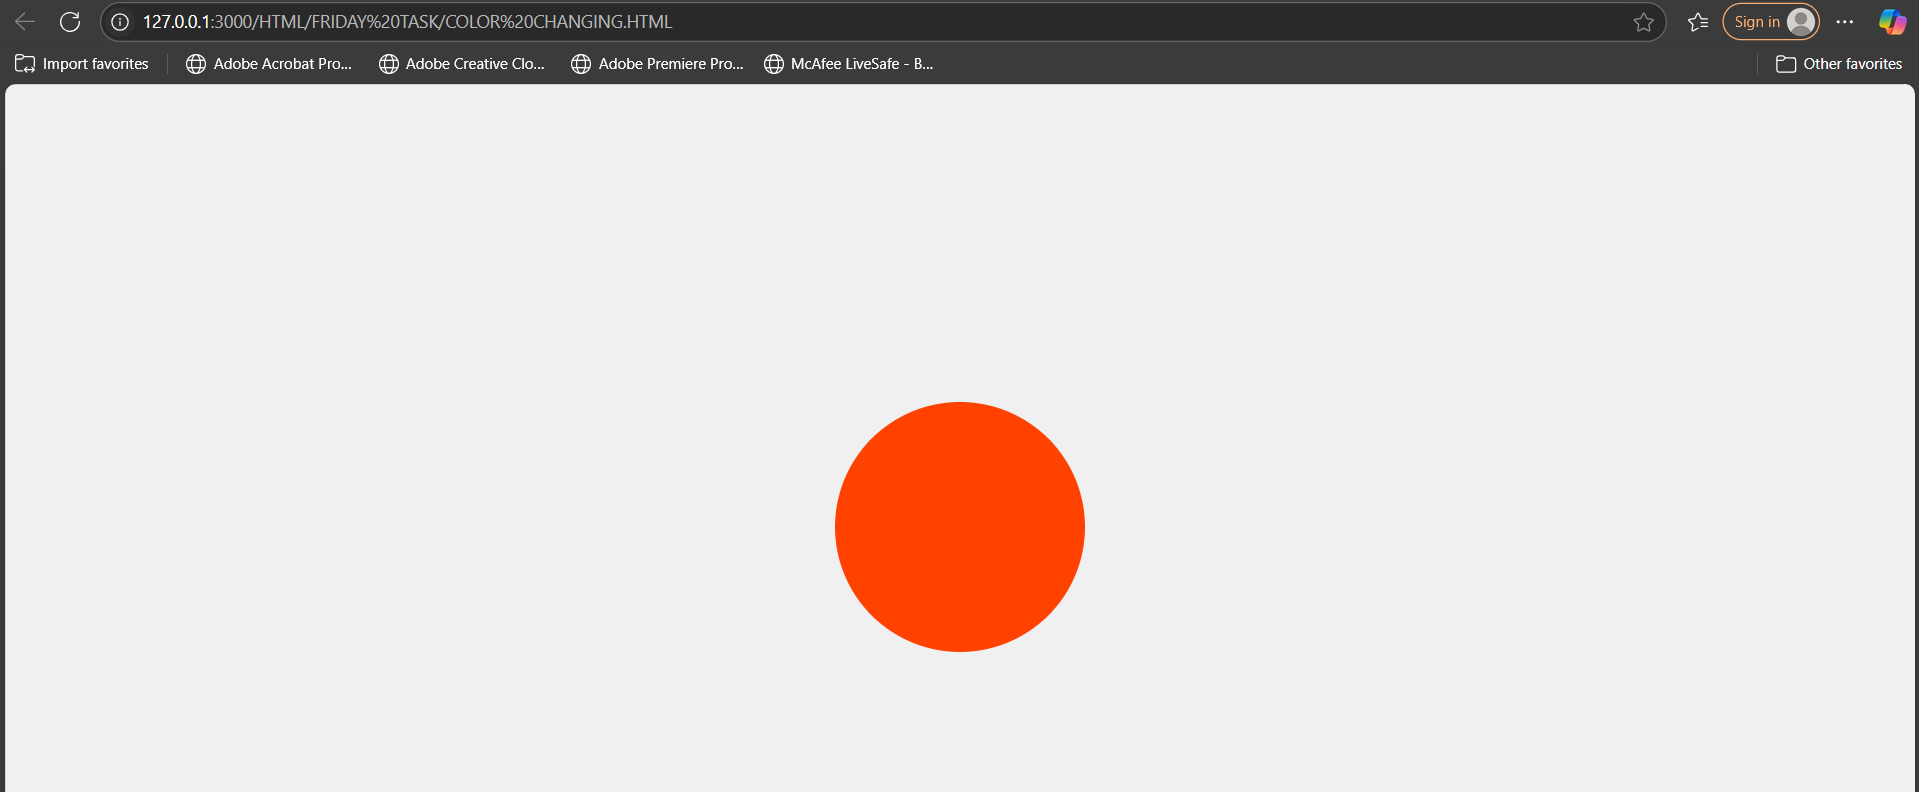 127.0.0.1:3000/HTML/FRIDAY%20TASK/COLOR%20CHANGING.HTML
Sign in
Import favorites
Adobe Acrobat Pro...
Adobe Creative Clo...
Adobe Premiere Pro...
McAfee LiveSafe - B...
Other favorites